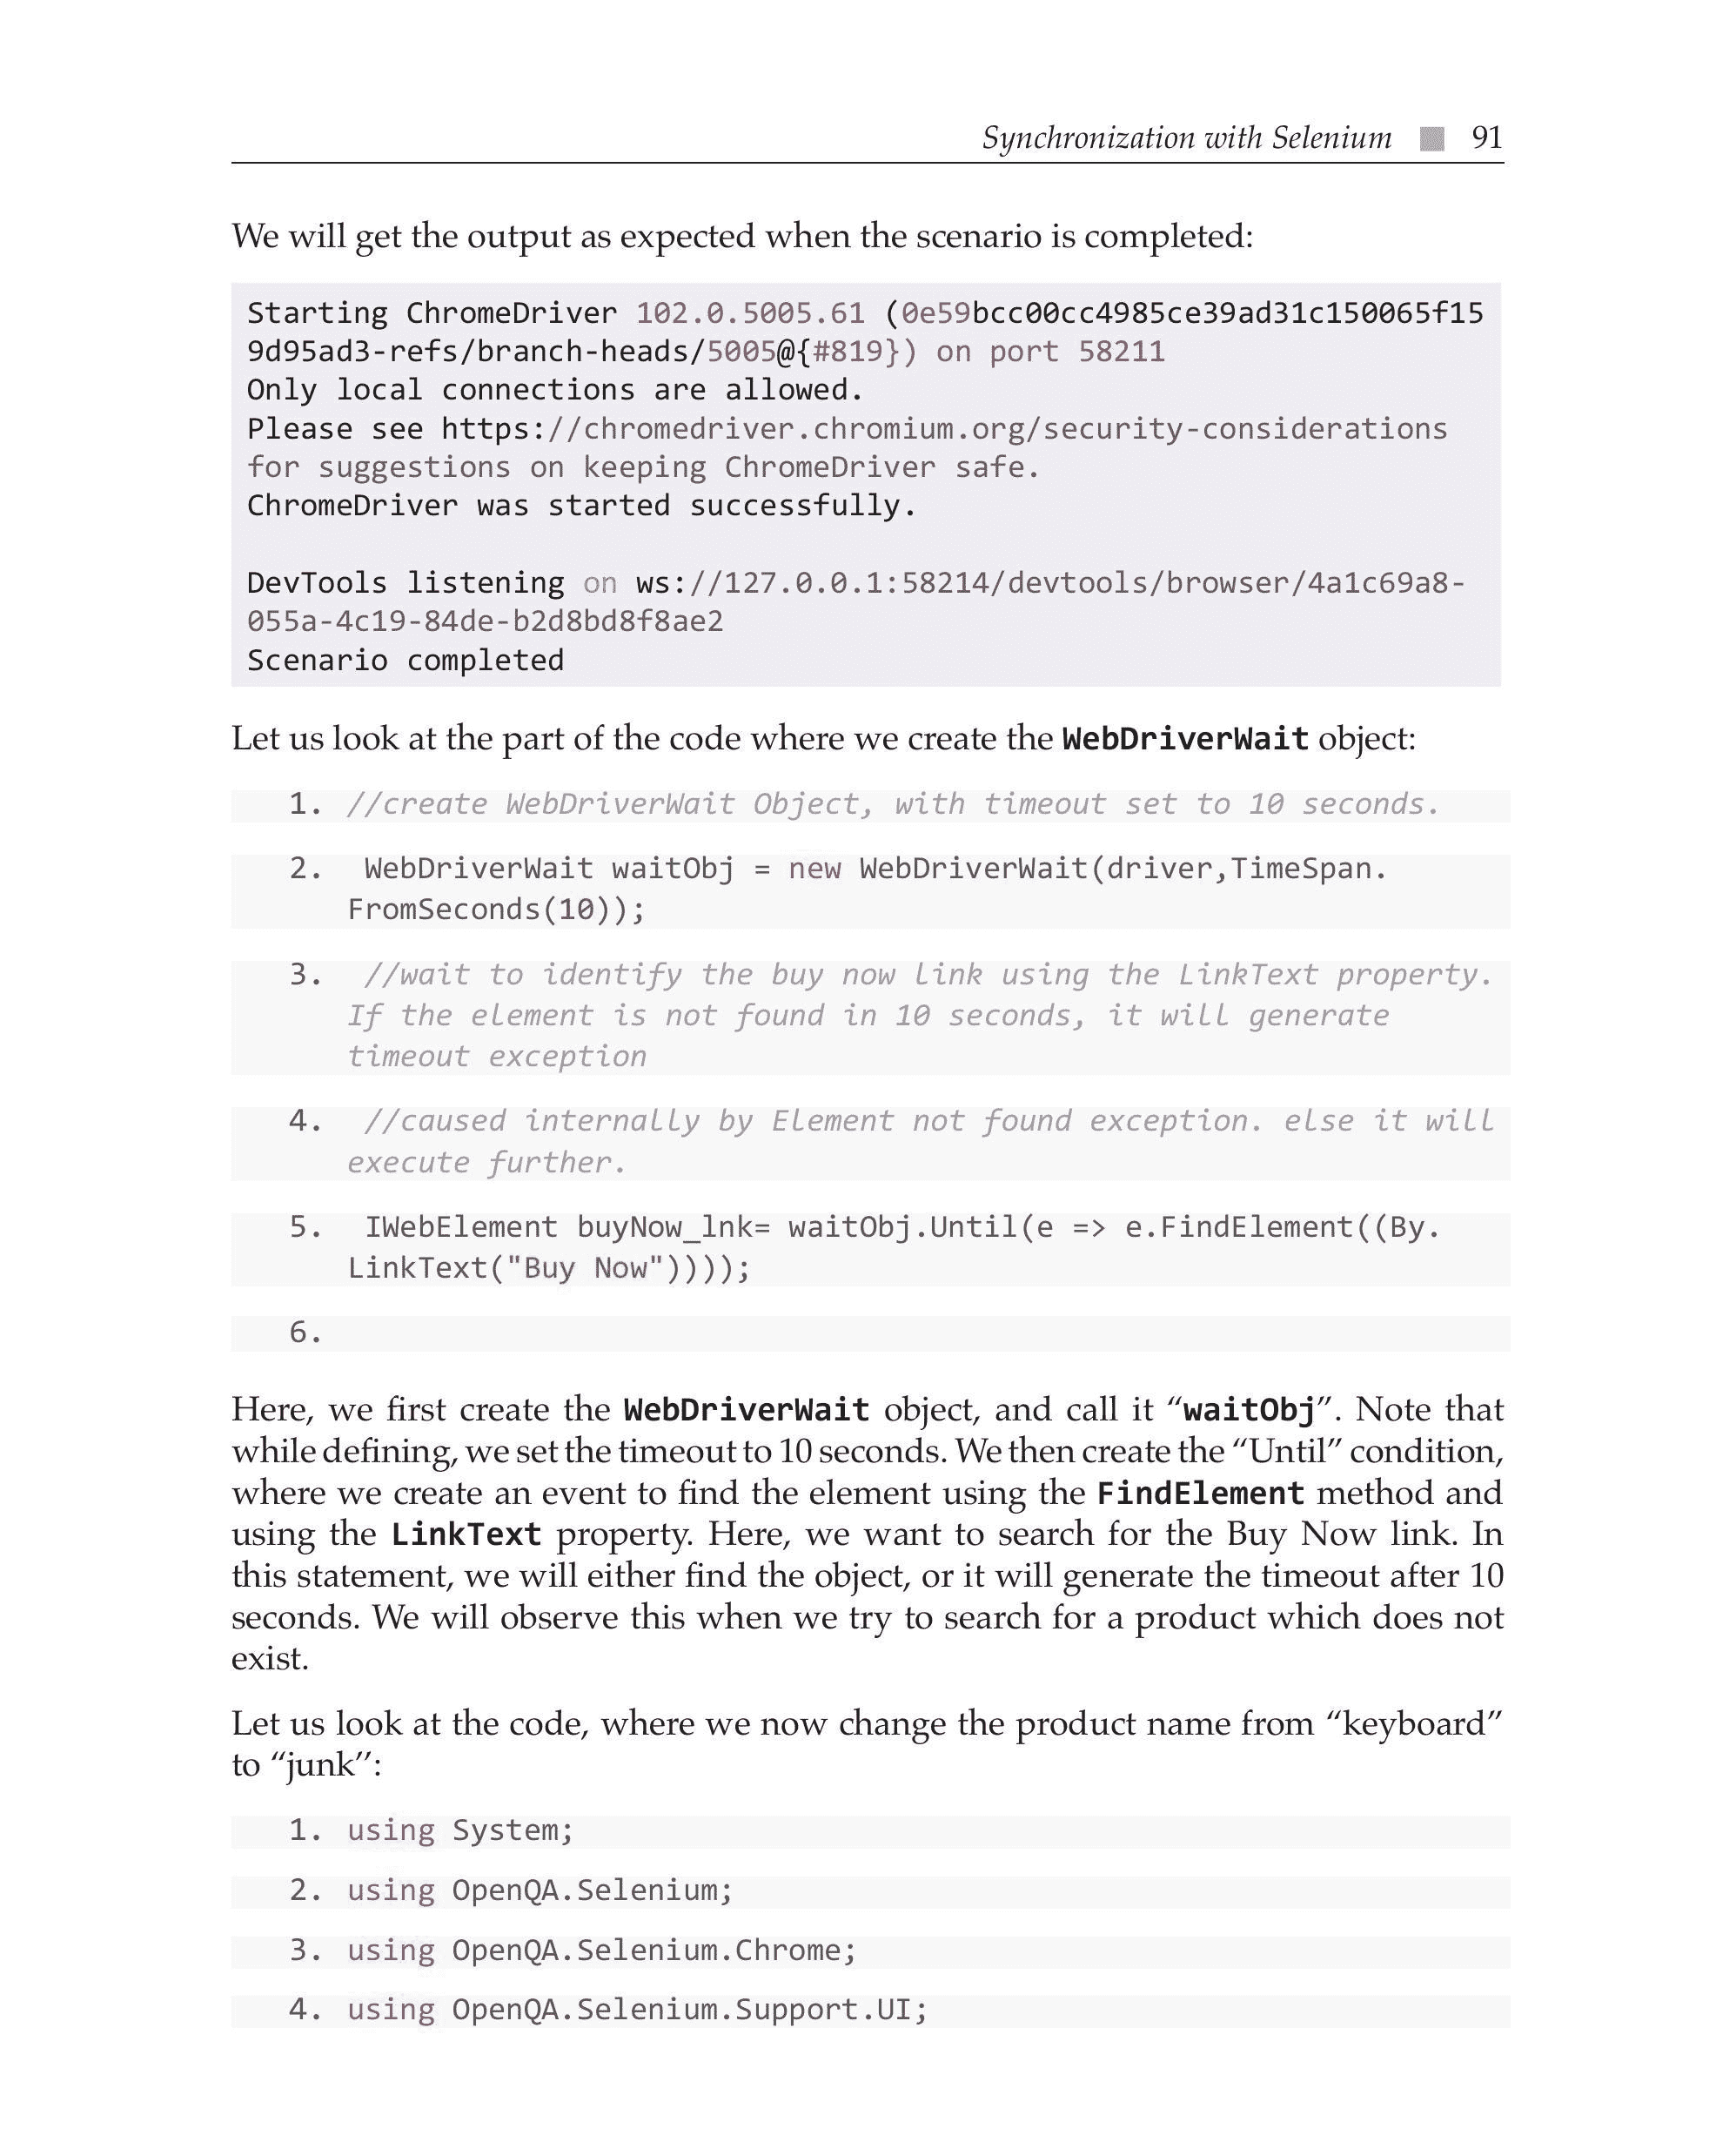 Synchronization with Selenium 91
We will get the output as expected when the scenario is completed:
Starting ChromeDriver 102.0.5005.61 (0e59bcc00cc4985ce39ad31c150065f15
9d95ad3-refs/branch-heads/5005@{#819}) on port 58211
Only local connections are allowed.
Please see https://chromedriver.chromium.org/security-considerations
for suggestions on keeping ChromeDriver safe.
ChromeDriver was started successfully.
DevTools listening on ws://127.0.0.1:58214/devtools/browser/4a1c69a8-
055a-4c19-84de-b2d8bd8f8ae2
Scenario completed
Let us look at the part of the code where we create the WebDriverWait object:
1. //create WebDriverWait Object, with timeout set to 10 seconds.
2. WebDriverWait waitObj = new WebDriverWait(driver,TimeSpan.
FromSeconds(10));
3. //wait to identify the buy now link using the LinkText property.
If the element is not found in 10 seconds, it will generate
timeout exception
4. //caused internally by Element not found exception. else it will
execute further.
5. IWebElement buyNow_lnk= waitObj.Until(e => e.FindElement((By.
LinkText("Buy Now"))));
6.
Here, we first create the WebDriverWait object, and call it “waitObj”. Note that
while defining, we set the timeout to 10 seconds. We then create the “Until” condition,
where we create an event to find the element using the FindElement method and
using the LinkText property. Here, we want to search for the Buy Now link. In
this statement, we will either find the object, or it will generate the timeout after 10
seconds. We will observe this when we try to search for a product which does not
exist.
Let us look at the code, where we now change the product name from “keyboard”
to “junk”:
1. using System;
2. using OpenQA.Selenium;
3. using OpenQA.Selenium.Chrome;
4. using OpenQA.Selenium.Support.UI;